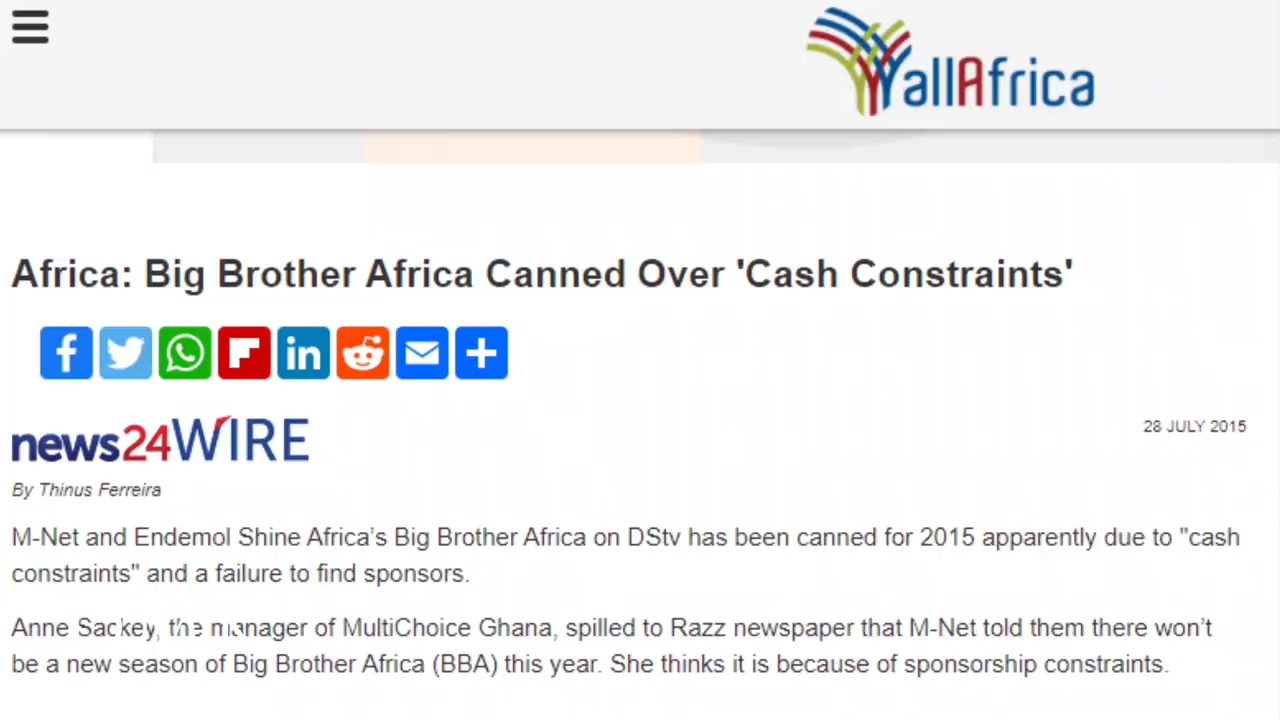 allAfrica
Africa: Big Brother Africa Canned Over 'Cash Constraints'
news24WIRE
28 JULY 2015
By Thinus Ferreira
M-Net and Endemol Shine Africa’s Big Brother Africa on DStv has been canned for 2015 apparently due to "cash
constraints" and a failure to find sponsors.
Anne Sackey, the manager of MultiChoice Ghana, spilled to Razz newspaper that M-Net told them there won’t
be a new season of Big Brother Africa (BBA) this year. She thinks it is because of sponsorship constraints.